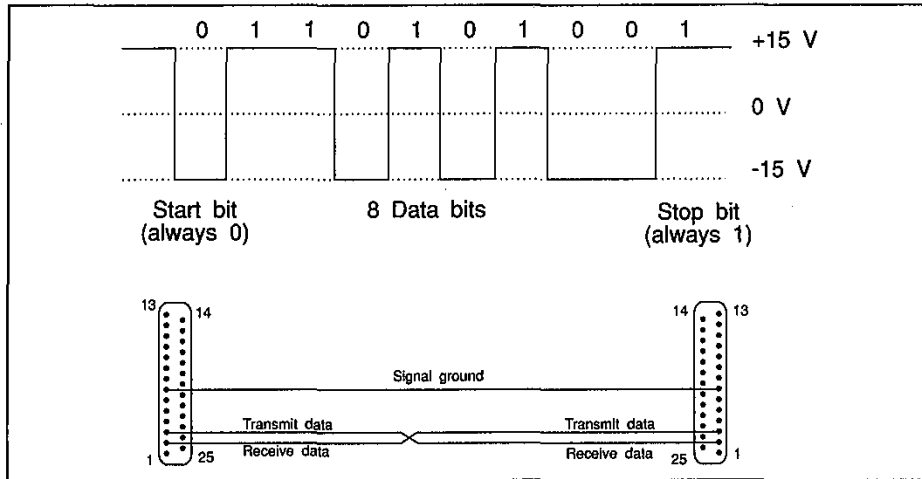 0 1 1 0 1 0 1 0 0 1
+15 V
0 V
-15 V
Start bit
(always 0)
8 Data bits
Stop bit
(always 1)
13
14
14
13
Signal ground
Transmit data
Transmit data
Receive data
Receive data
1
25
25
1